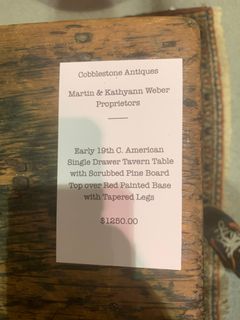 Cobblestone Antiques
Martin & Kathyann Weber
Proprietors
Early 19th C. American
Single Drawer Tavern Table
with Scrubbed Pine Board
Top over Red Painted Base
with Tapered Legs
$1250.00